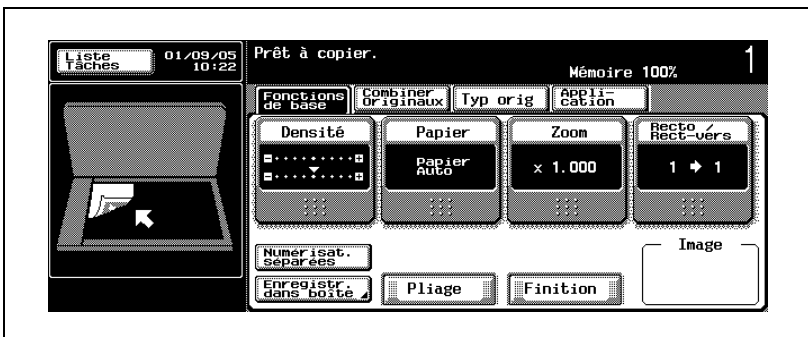 Liste
Tâches
01/09/05
10:22
Prêt à copier.
Mémoire 100%
1
Fonctions
de base
Combiner
Originaux
Typ orig
Appli-
cation
Densité
Papier
Zoom
Recto /
Rect-vers
Papier
Auto
× 1.000
1 → 1
Numérisat.
séparées
Image
Enregistr.
dans boîte
Pliage
Finition